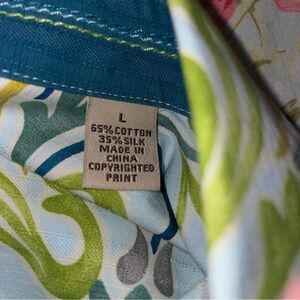 L
65% COTTON
35% SILK
MADE IN
CHINA
COPYRIGHTED
PRINT